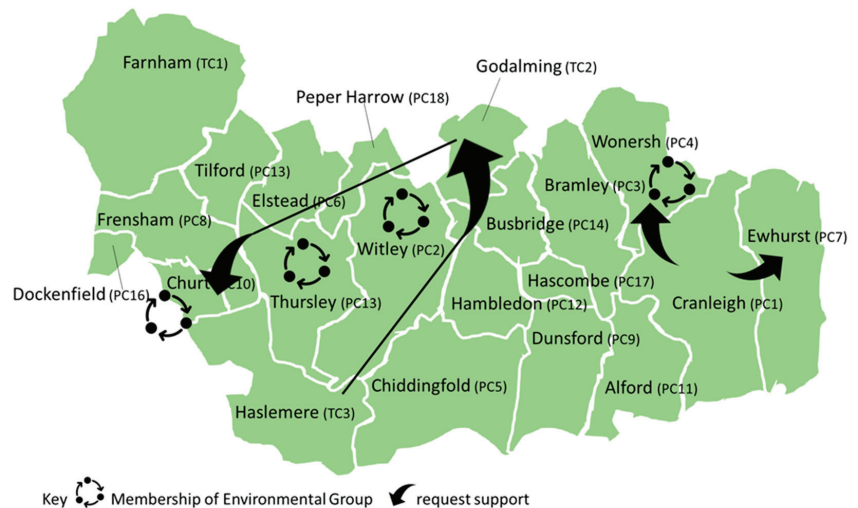 Farnham (TC1)
Godalming (TC2)
Peper Harrow (PC18)
Wonersh (PC4)
Tilford (PC13)
Bramley (PC3)
Elstead (PC6)
Frensham (PC8)
Busbridge (PC14)
Ewhurst (PC7)
Witley (PC2)
Churt (PC10)
Hascombe (PC17)
Dockenfield (PC16)
Thursley (PC13)
Hambledon (PC12)
Cranleigh (PC1)
Dunsford (PC9)
Chiddingfold (PC5)
Alford (PC11)
Haslemere (TC3)
Key Membership of Environmental Group request support